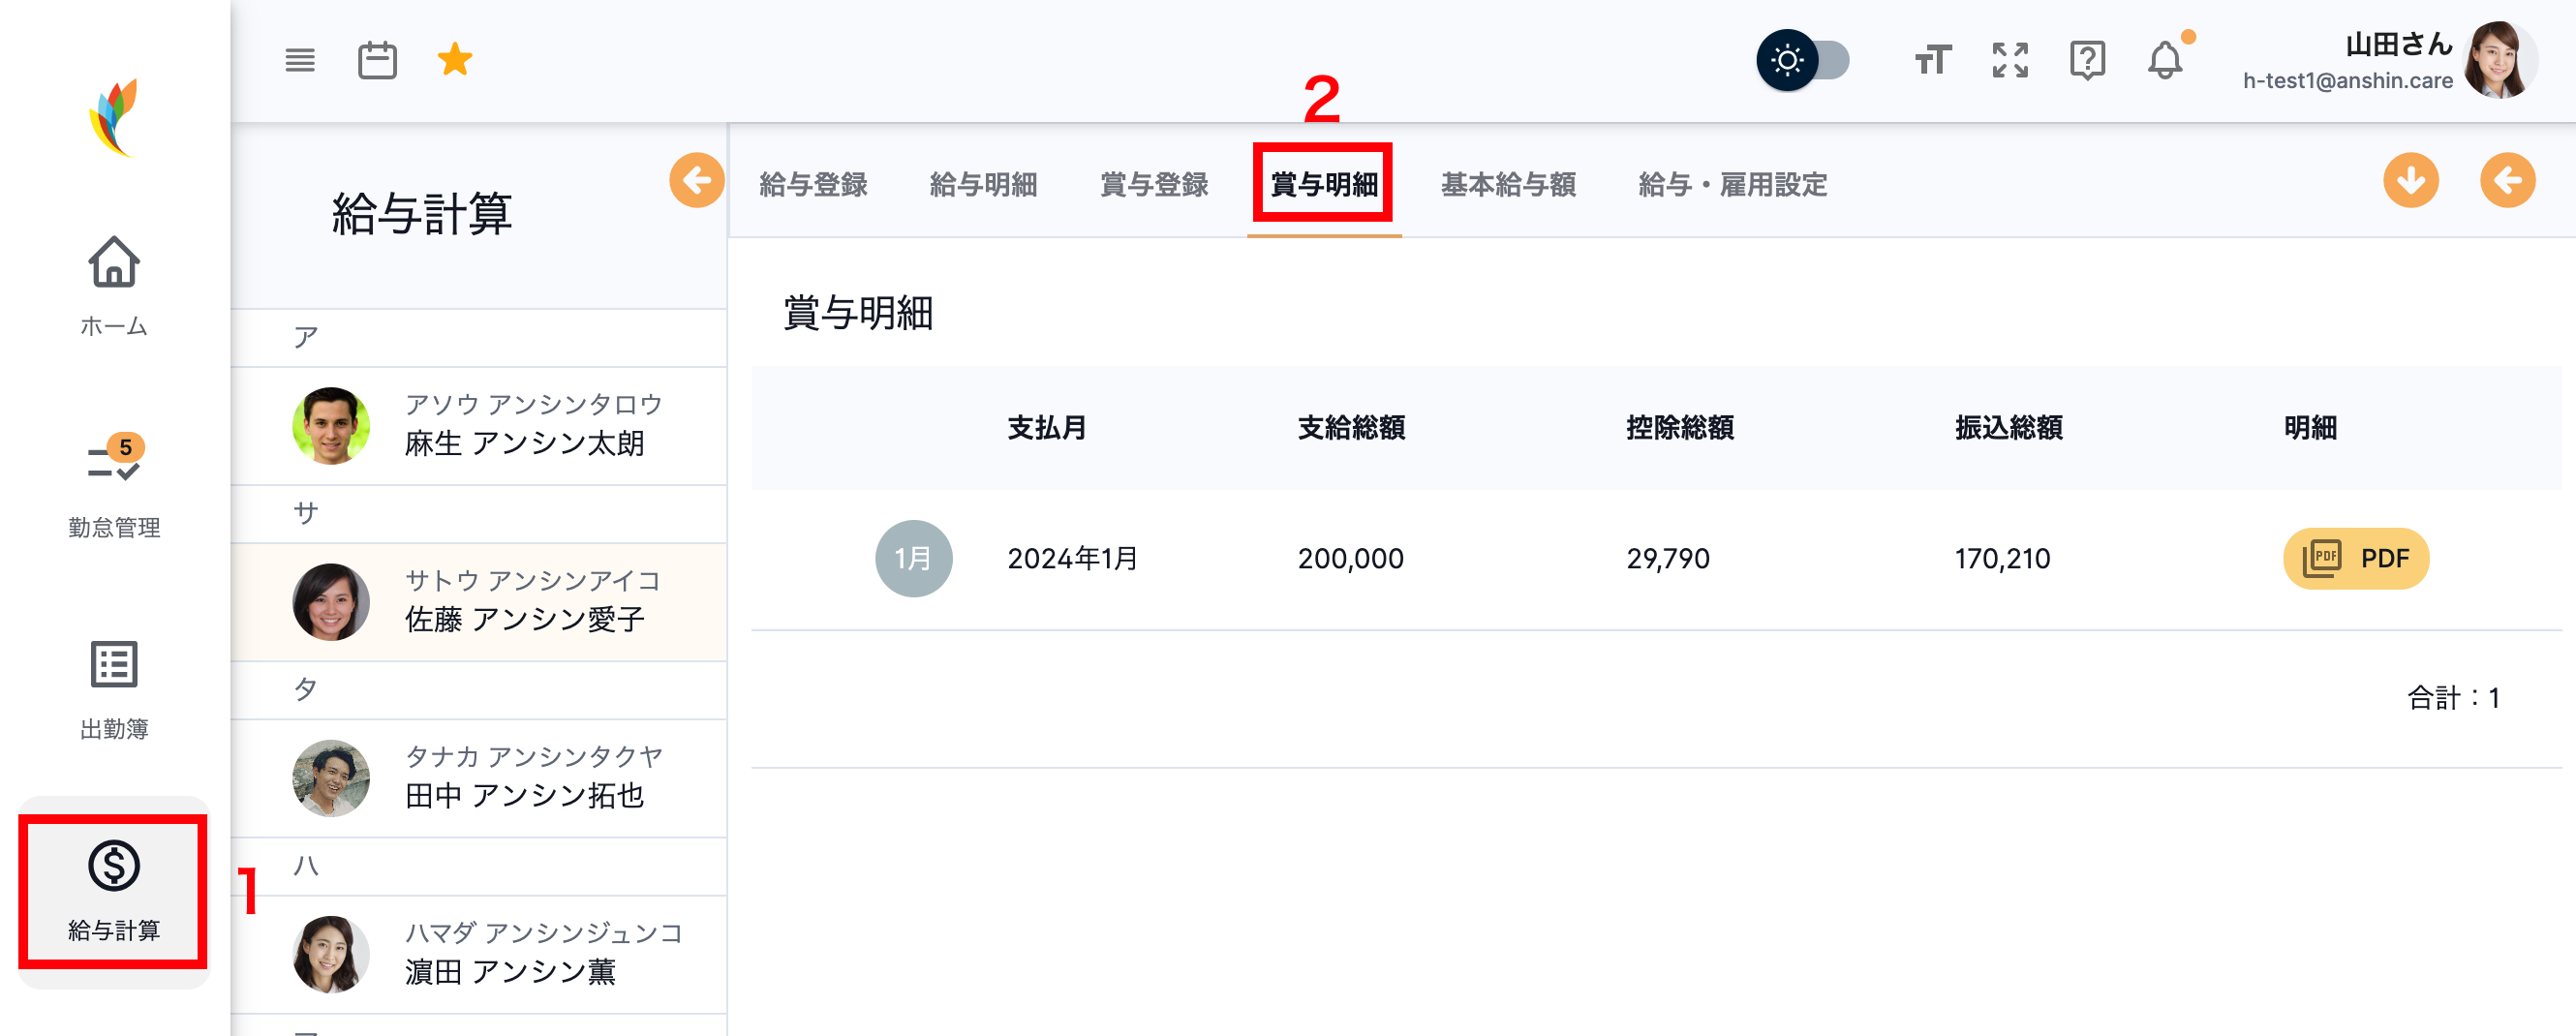 山田さん
h-test1@anshin.care
2
ホーム
5
勤怠管理
出勤簿
給与計算
1
給与計算
ア
アソウ アンシンタロウ
麻生 アンシン太朗
サ
サトウ アンシンアイコ
佐藤 アンシン愛子
タ
タナカ アンシンタクヤ
田中 アンシン拓也
ハ
ハマダ アンシンジュンコ
濵田 アンシン薫
給与登録 給与明細 賞与登録 賞与明細 基本給与額 給与・雇用設定
賞与明細
支払月 支給総額 控除総額 振込総額 明細
1月 2024年1月 200,000 29,790 170,210 PDF PDF
合計：1